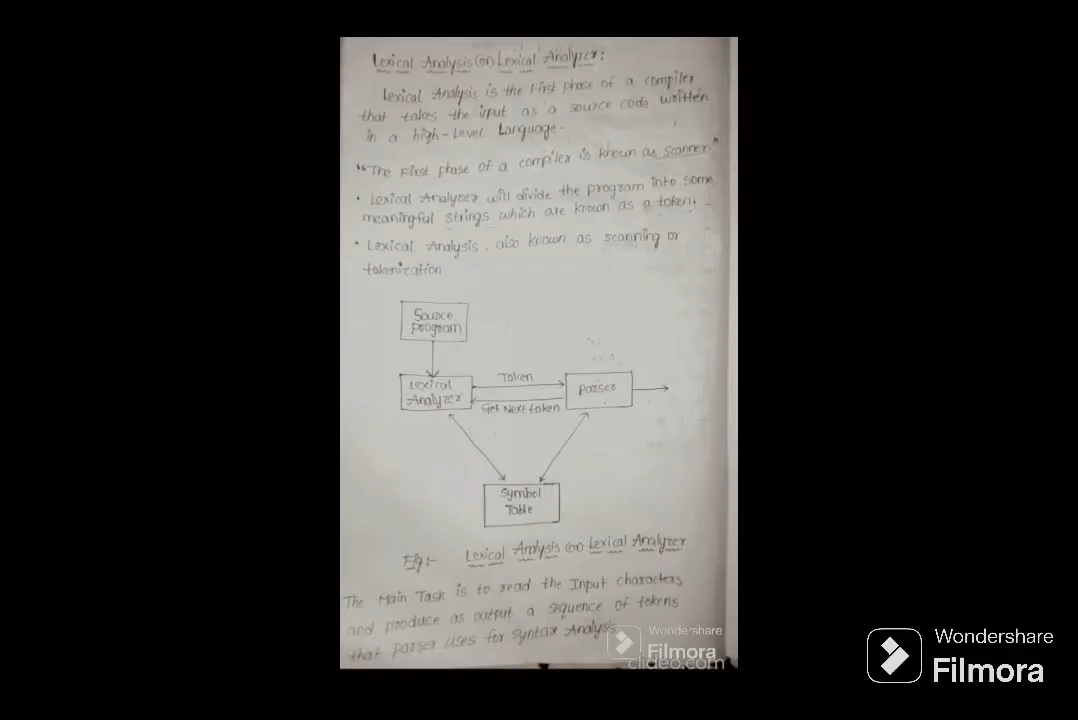 Lexical Analysis (or) Lexical Analyzer:
Lexical Analysis is the First phase of a compiler
that takes the input as a source code written
in a high-Level Language.
"The First phase of a compiler is known as scanner."
• Lexical Analyzer will divide the program into some
meaningful strings which are known as a token.
• Lexical Analysis, also known as scanning or
tokenization
Source
program
Lexical
Analyzer
Token
Get Next token
parser
Symbol
Table
Fig:- Lexical Analysis (or) Lexical Analyzer
The Main Task is to read the Input characters
and produce as output a sequence of tokens
that parser uses for Syntax Analysis
Wondershare
Filmora
clideo.com
Wondershare
Filmora